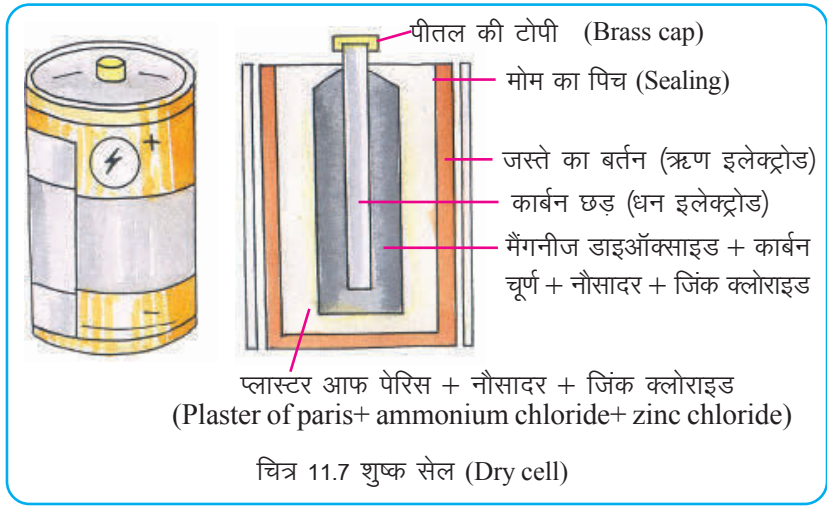 पीतल की टोपी (Brass cap)
मोम का पिच (Sealing)
जस्ते का बर्तन (ऋण इलेक्ट्रोड)
कार्बन छड़ (धन इलेक्ट्रोड)
मैंगनीज डाइऑक्साइड + कार्बन
चूर्ण + नौसादर + जिंक क्लोराइड
+
-
प्लास्टर आफ पेरिस + नौसादर + जिंक क्लोराइड
(Plaster of paris+ ammonium chloride+ zinc chloride)
चित्र 11.7 शुष्क सेल (Dry cell)